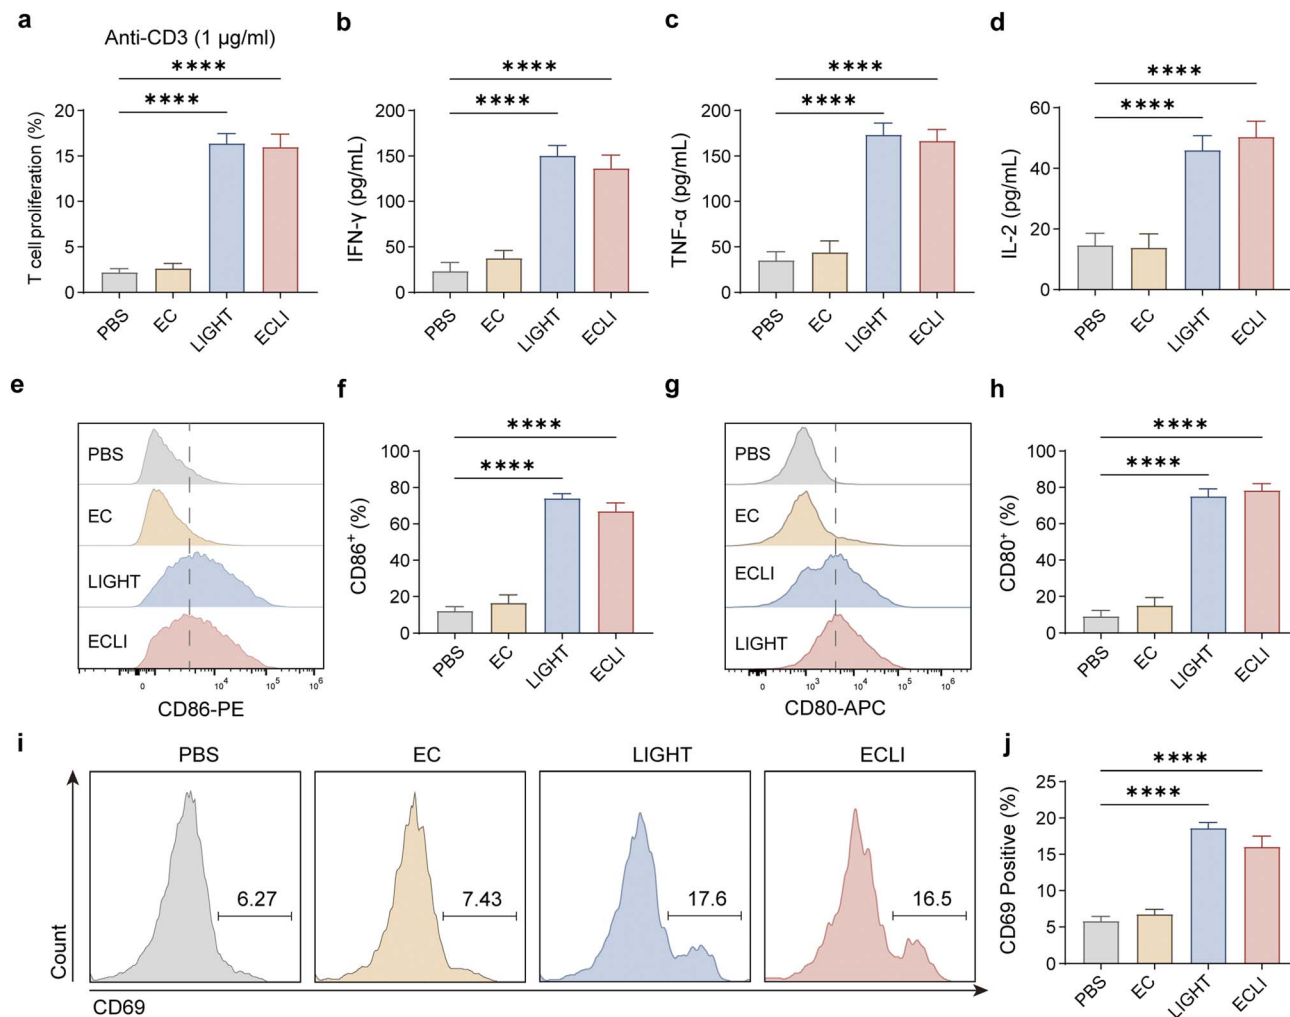 a
Anti-CD3 (1 µg/ml)
****
****
T cell proliferation (%)
20
15
10
5
0
PBS
EC
LIGHT
ECLI
b
****
****
IFN-γ (pg/mL)
200
150
100
50
0
PBS
EC
LIGHT
ECLI
c
****
****
TNF-α (pg/mL)
200
150
100
50
0
PBS
EC
LIGHT
ECLI
d
****
****
IL-2 (pg/mL)
60
40
20
0
PBS
EC
LIGHT
ECLI
e
PBS
EC
LIGHT
ECLI
0 10⁴ 10⁵ 10⁶
CD86-PE
f
****
****
CD86⁺ (%)
100
80
60
40
20
0
PBS
EC
LIGHT
ECLI
g
PBS
EC
ECLI
LIGHT
0 10³ 10⁴ 10⁵ 10⁶
CD80-APC
h
****
****
CD80⁺ (%)
100
80
60
40
20
0
PBS
EC
LIGHT
ECLI
i
PBS
EC
LIGHT
ECLI
6.27
7.43
17.6
16.5
Count
CD69
j
****
****
CD69 Positive (%)
25
20
15
10
5
0
PBS
EC
LIGHT
ECLI